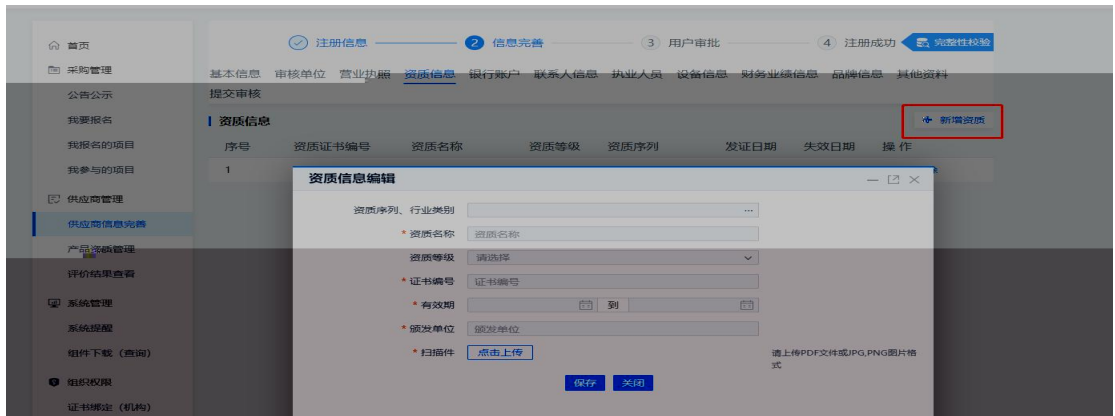 首页
注册信息
2 信息完善
3 用户审批
4 注册成功
完整性校验
采购管理
基本信息 审核单位 营业执照 资质信息 银行账户 联系人信息 执业人员 设备信息 财务业绩信息 品牌信息 其他资料
提交审核
公告公示
我要报名
资质信息
新增资质
我报名的项目
序号 资质证书编号 资质名称 资质等级 资质序列 发证日期 失效日期 操作
我参与的项目
1
资质信息编辑
供应商管理
资质序列、行业类别 ...
供应商信息完善
* 资质名称 资质名称
产品资质管理
资质等级 请选择
评价结果查看
* 证书编号 证书编号
系统管理
* 有效期 到
系统提醒
* 颁发单位 颁发单位
组件下载（查询）
* 扫描件 点击上传 请上传PDF文件或JPG,PNG图片格
式
组织权限
保存 关闭
证书绑定（机构）